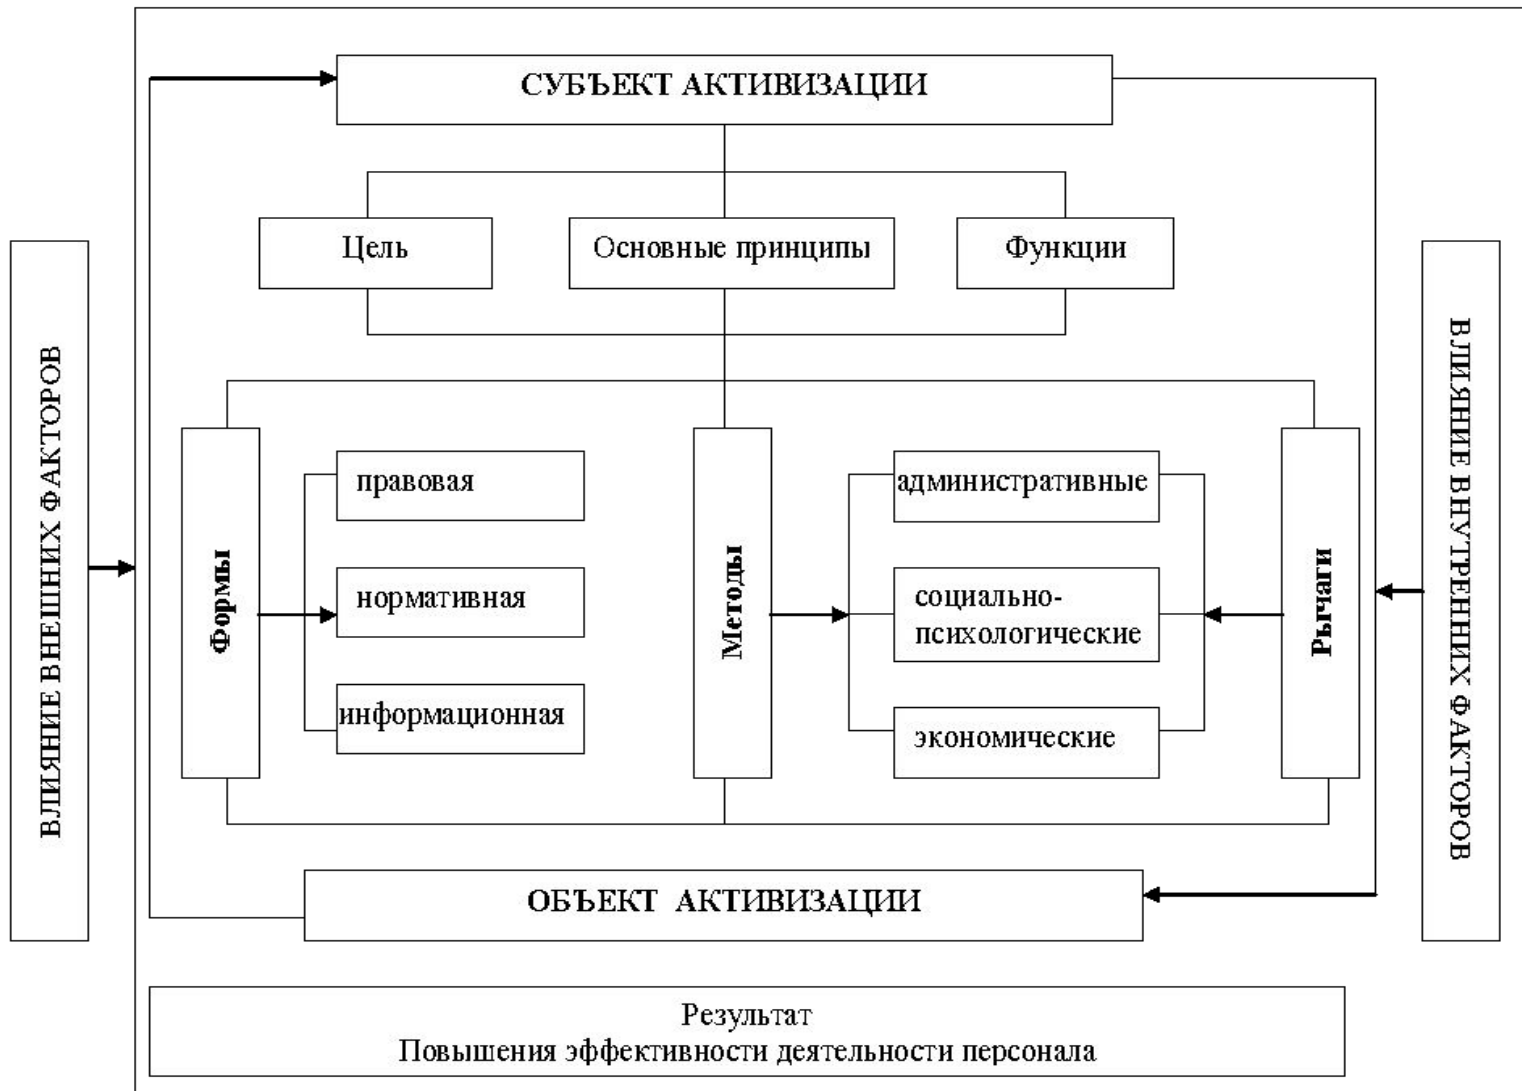 СУБЪЕКТ АКТИВИЗАЦИИ
Цель
Основные принципы
Функции
ВЛИЯНИЕ ВНЕШНИХ ФАКТОРОВ
Формы
правовая
нормативная
информационная
Методы
административные
социально-
психологические
экономические
Рычаги
ВЛИЯНИЕ ВНУТРЕННИХ ФАКТОРОВ
ОБЪЕКТ АКТИВИЗАЦИИ
Результат
Повышения эффективности деятельности персонала